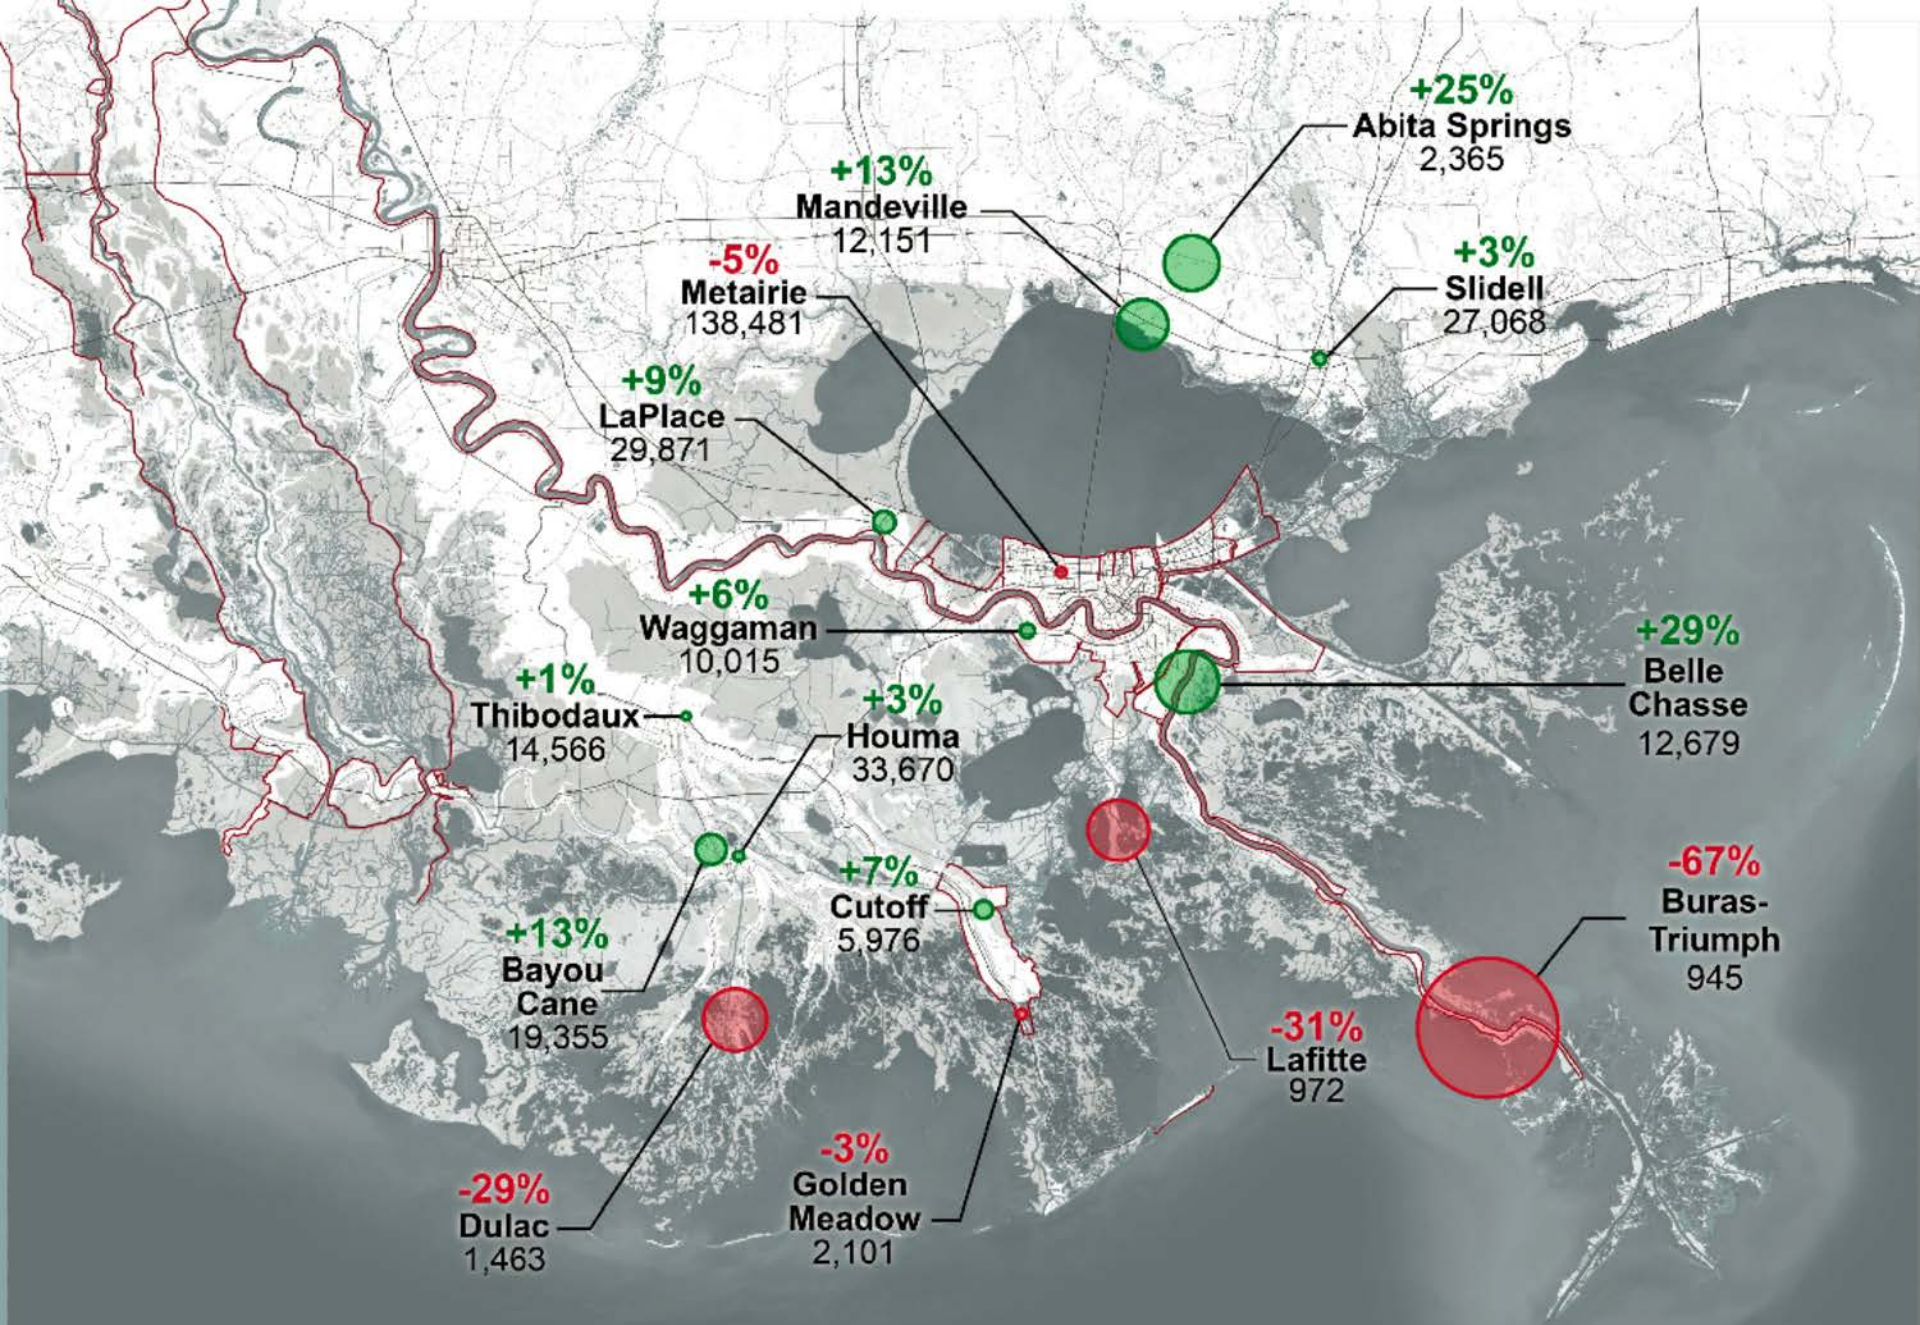 +25%
Abita Springs
2,365
+13%
Mandeville
12,151
-5%
Metairie
138,481
+3%
Slidell
27,068
+9%
LaPlace
29,871
+6%
Waggaman
10,015
+29%
Belle
Chasse
12,679
+1%
Thibodaux
14,566
+3%
Houma
33,670
+7%
Cutoff
5,976
-67%
Buras-
Triumph
945
+13%
Bayou
Cane
19,355
-31%
Lafitte
972
-29%
Dulac
1,463
-3%
Golden
Meadow
2,101